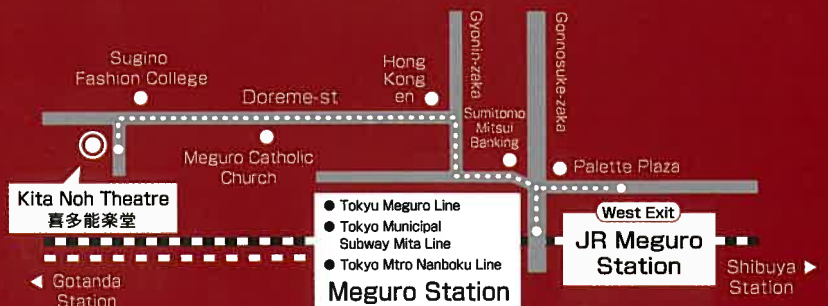 Sugino
Fashion College
Hong
Kong
en
Gyonin-zaka
Gonnosuke-zaka
Doreme-st
Sumitomo
Mitsui
Banking
Meguro Catholic
Church
Palette Plaza
Kita Noh Theatre
喜多能楽堂
● Tokyu Meguro Line
● Tokyo Municipal
Subway Mita Line
● Tokyo Mtro Nanboku Line
Meguro Station
West Exit
JR Meguro
Station
◀ Gotanda
Station
Shibuya ▶
Station